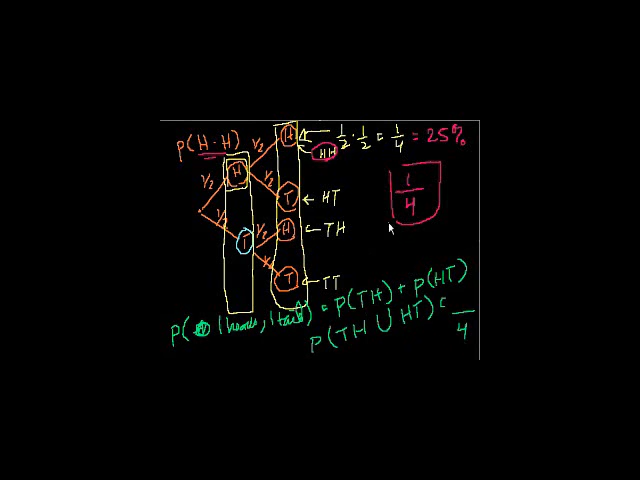 P(H·H)
1/2 H 1/2 · 1/2 = 1/4 = 25%
HH
1/2 H 1/2 1/4
T HT
1/2 T 1/2 H TH
T TT
P( 1 heads, 1 tails) = P(TH) + P(HT)
P(TH ∪ HT) = 
4